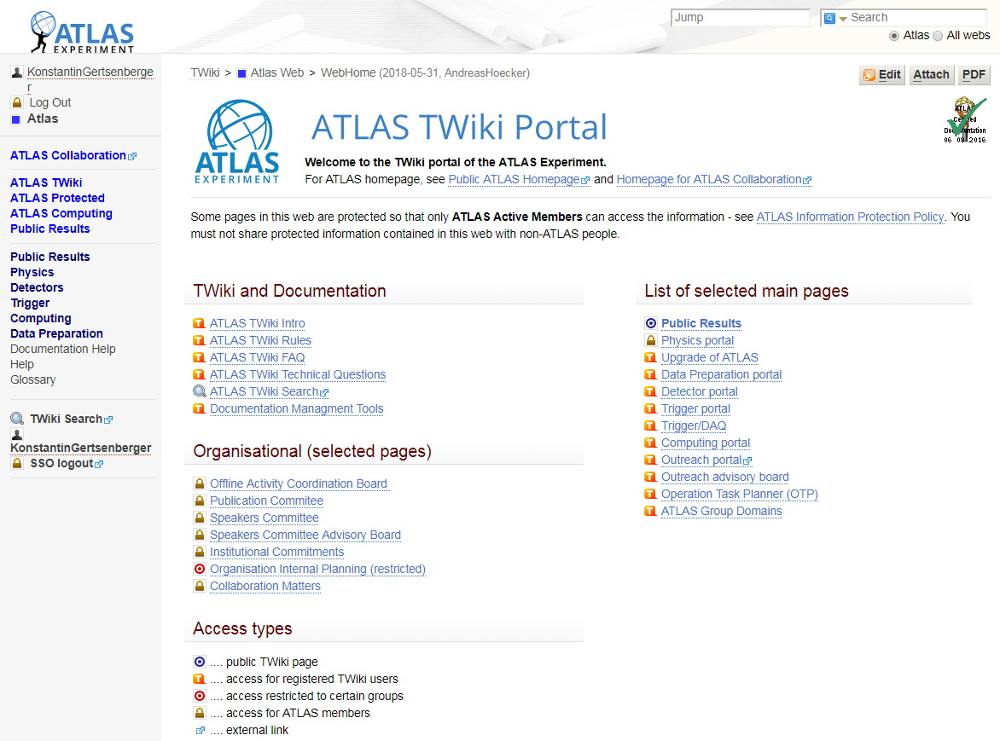 ATLAS
EXPERIMENT
Jump
Search
Atlas All webs
KonstantinGertsenberge
r
Log Out
Atlas
ATLAS Collaboration
ATLAS TWiki
ATLAS Protected
ATLAS Computing
Public Results
Public Results
Physics
Detectors
Trigger
Computing
Data Preparation
Documentation Help
Help
Glossary
TWiki Search
KonstantinGertsenberger
SSO logout
TWiki > Atlas Web > WebHome (2018-05-31, AndreasHoecker)
Edit Attach PDF
ATLAS
EXPERIMENT
ATLAS TWiki Portal
ATLAS
Certified
Documentation
06 09 2016
Welcome to the TWiki portal of the ATLAS Experiment.
For ATLAS homepage, see Public ATLAS Homepage and Homepage for ATLAS Collaboration
Some pages in this web are protected so that only ATLAS Active Members can access the information - see ATLAS Information Protection Policy. You
must not share protected information contained in this web with non-ATLAS people.
TWiki and Documentation
ATLAS TWiki Intro
ATLAS TWiki Rules
ATLAS TWiki FAQ
ATLAS TWiki Technical Questions
ATLAS TWiki Search
Documentation Managment Tools
Organisational (selected pages)
Offline Activity Coordination Board
Publication Commitee
Speakers Committee
Speakers Committee Advisory Board
Institutional Commitments
Organisation Internal Planning (restricted)
Collaboration Matters
Access types
.... public TWiki page
.... access for registered TWiki users
.... access restricted to certain groups
.... access for ATLAS members
.... external link
List of selected main pages
Public Results
Physics portal
Upgrade of ATLAS
Data Preparation portal
Detector portal
Trigger portal
Trigger/DAQ
Computing portal
Outreach portal
Outreach advisory board
Operation Task Planner (OTP)
ATLAS Group Domains